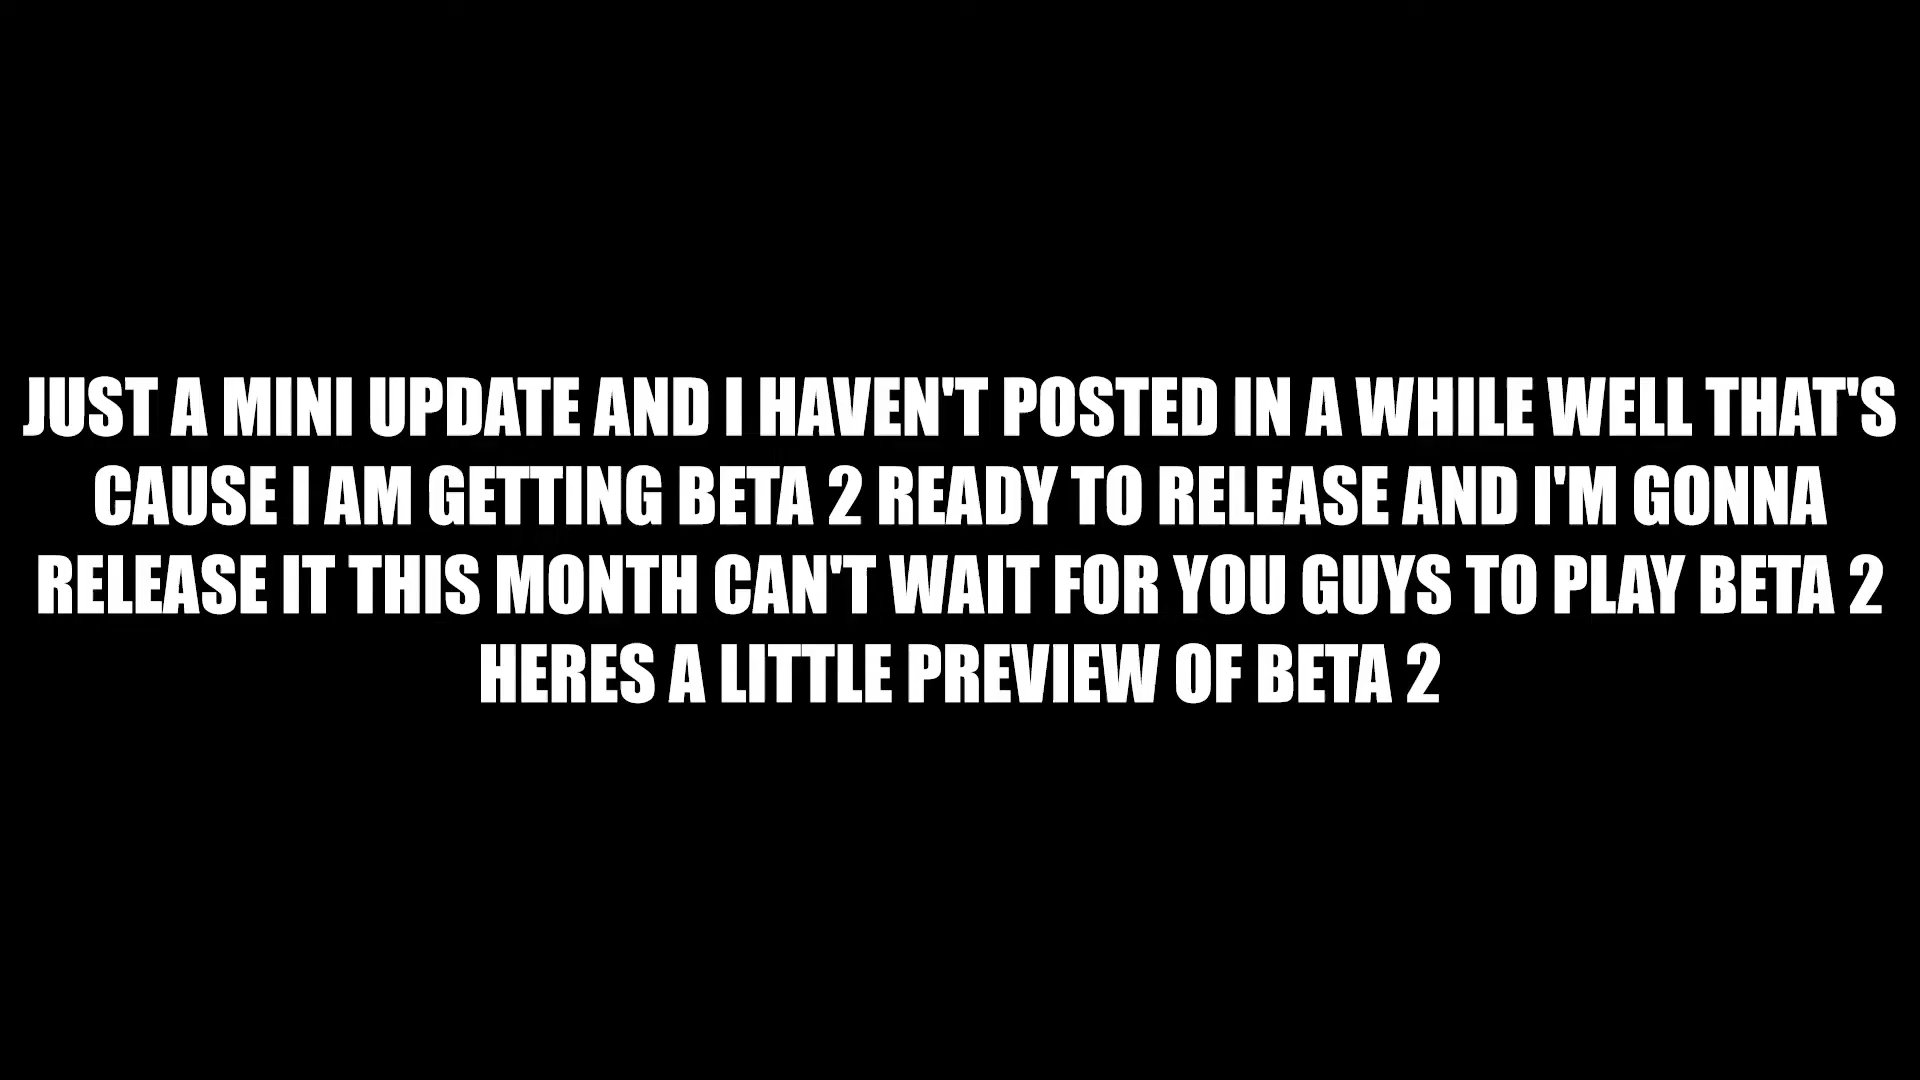 JUST A MINI UPDATE AND I HAVEN'T POSTED IN A WHILE WELL THAT'S
CAUSE I AM GETTING BETA 2 READY TO RELEASE AND I'M GONNA
RELEASE IT THIS MONTH CAN'T WAIT FOR YOU GUYS TO PLAY BETA 2
HERES A LITTLE PREVIEW OF BETA 2